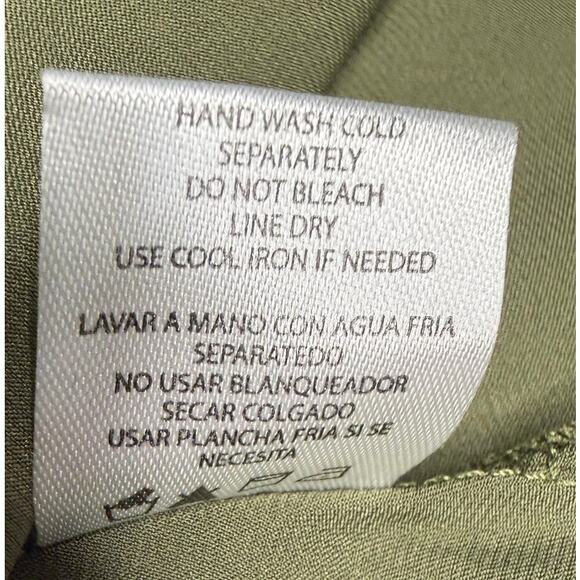 HAND WASH COLD
SEPARATELY
DO NOT BLEACH
LINE DRY
USE COOL IRON IF NEEDED
LAVAR A MANO CON AGUA FRIA
SEPARATEDO
NO USAR BLANQUEADOR
SECAR COLGADO
USAR PLANCHA FRIA SI SE
NECESITA